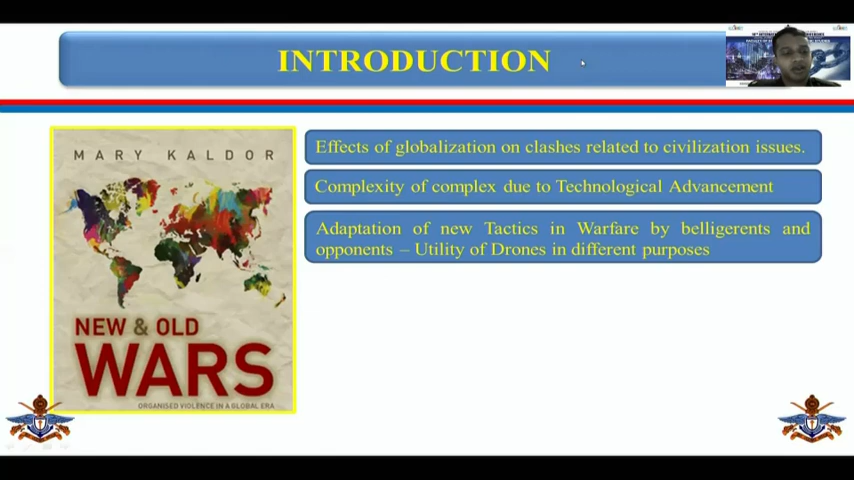 INTRODUCTION
MARY KALDOR
NEW & OLD
WARS
ORGANISED VIOLENCE IN A GLOBAL ERA
Effects of globalization on clashes related to civilization issues.
Complexity of complex due to Technological Advancement
Adaptation of new Tactics in Warfare by belligerents and
opponents – Utility of Drones in different purposes